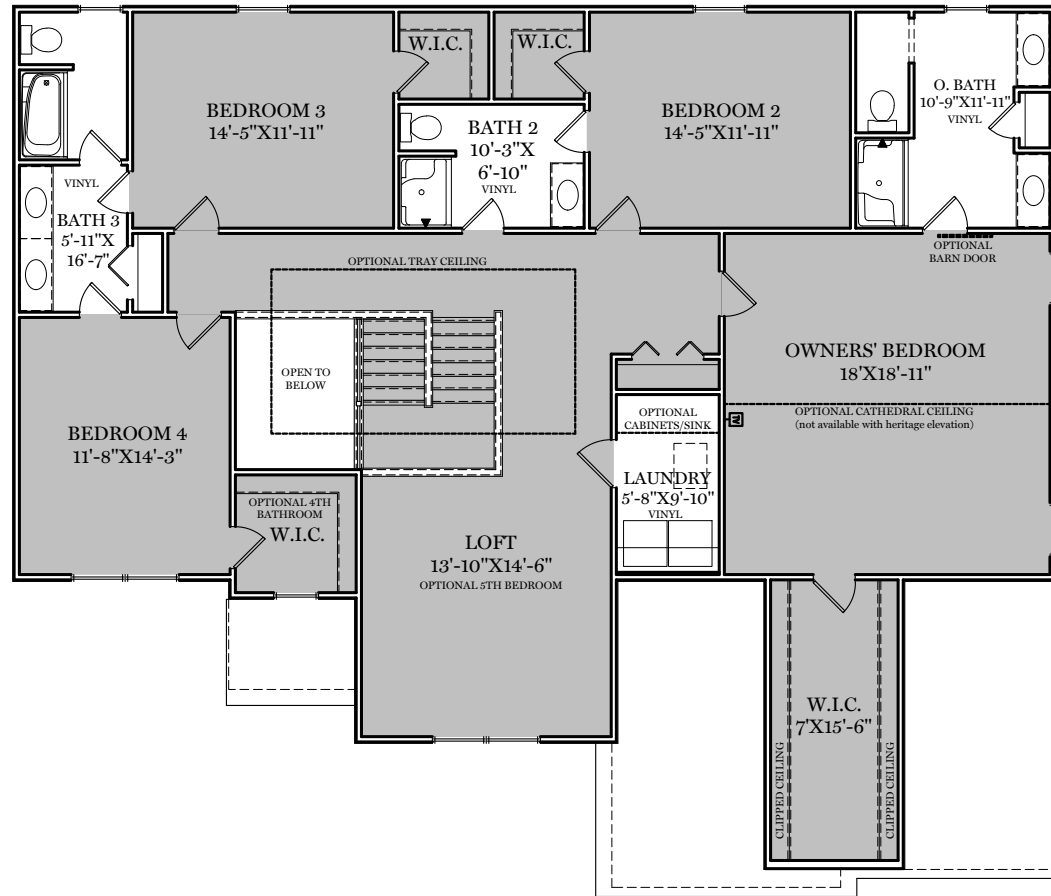 W.I.C.
W.I.C.
BEDROOM 3
14'-5"X11'-11"
BEDROOM 2
14'-5"X11'-11"
O. BATH
10'-9"X11'-11"
VINYL
BATH 2
10'-3"X
6'-10"
VINYL
VINYL
BATH 3
5'-11"X
16'-7"
OPTIONAL
BARN DOOR
OPTIONAL TRAY CEILING
OPEN TO
BELOW
OWNERS' BEDROOM
18'X18'-11"
OPTIONAL CATHEDRAL CEILING
(not available with heritage elevation)
OPTIONAL
CABINETS/SINK
BEDROOM 4
11'-8"X14'-3"
LAUNDRY
5'-8"X9'-10"
VINYL
OPTIONAL 4TH
BATHROOM
W.I.C.
LOFT
13'-10"X14'-6"
OPTIONAL 5TH BEDROOM
W.I.C.
7'X15'-6"
CLIPPED CEILING
CLIPPED CEILING